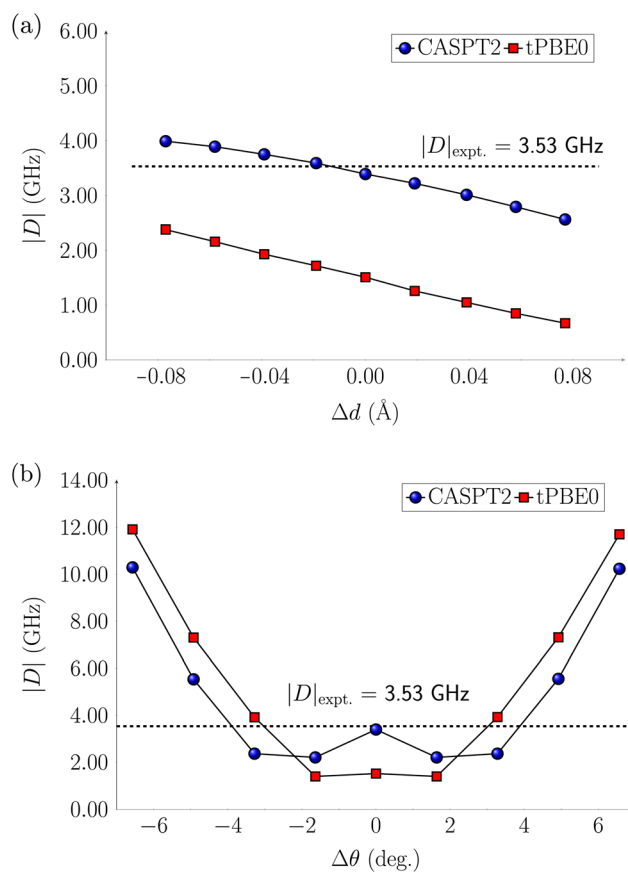 (a)
6.00
5.00
4.00
3.00
2.00
1.00
0.00
|D| (GHz)
CASPT2 tPBE0
|D|expt. = 3.53 GHz
-0.08 -0.04 0.00 0.04 0.08
Δd (Å)
(b)
14.00
12.00
10.00
8.00
6.00
4.00
2.00
0.00
|D| (GHz)
CASPT2 tPBE0
|D|expt. = 3.53 GHz
−6 −4 −2 0 2 4 6
Δθ (deg.)